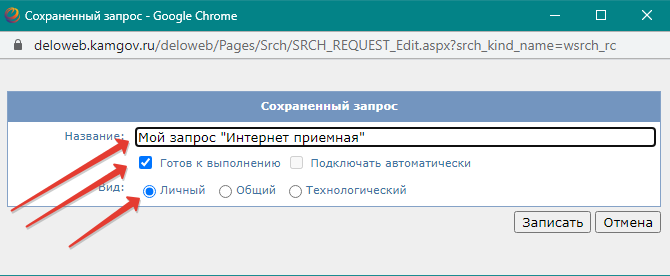 Сохраненный запрос - Google Chrome
deloweb.kamgov.ru/deloweb/Pages/Srch/SRCH_REQUEST_Edit.aspx?srch_kind_name=wsrch_rc
Сохраненный запрос
Название: Мой запрос "Интернет приемная"
Готов к выполнению Подключать автоматически
Вид: Личный Общий Технологический
Записать Отмена